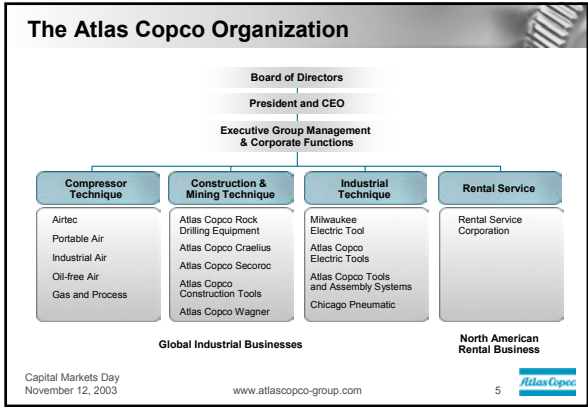 The Atlas Copco Organization
Board of Directors
President and CEO
Executive Group Management
& Corporate Functions
Compressor
Technique
Airtec
Portable Air
Industrial Air
Oil-free Air
Gas and Process
Construction &
Mining Technique
Atlas Copco Rock
Drilling Equipment
Atlas Copco Craelius
Atlas Copco Secoroc
Atlas Copco
Construction Tools
Atlas Copco Wagner
Industrial
Technique
Milwaukee
Electric Tool
Atlas Copco
Electric Tools
Atlas Copco Tools
and Assembly Systems
Chicago Pneumatic
Rental Service
Rental Service
Corporation
Global Industrial Businesses
North American
Rental Business
Capital Markets Day
November 12, 2003
www.atlascopco-group.com
5
Atlas Copco